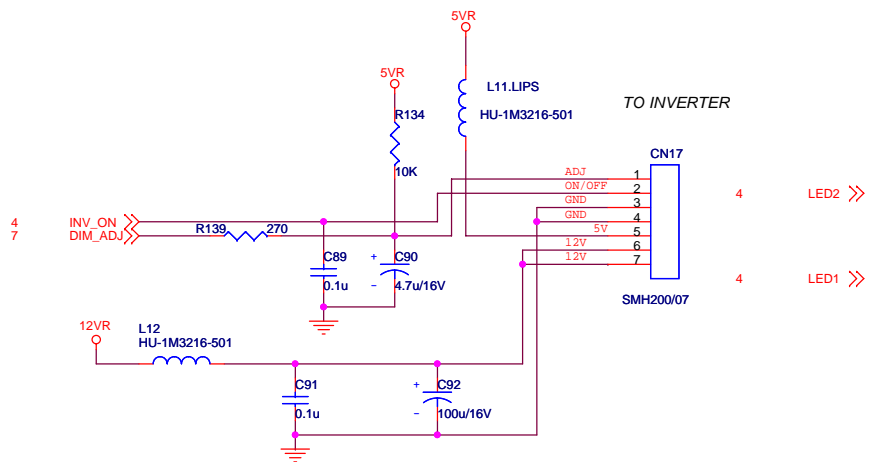 5VR
5VR
L11.LIPS
HU-1M3216-501
TO INVERTER
R134
10K
CN17
ADJ 1
ON/OFF 2
GND 3
GND 4
5V 5
12V 6
12V 7
SMH200/07
4 LED2
4 LED1
4 INV_ON
7 DIM_ADJ
R139 270
C89
0.1u
+ C90
- 4.7u/16V
12VR
L12
HU-1M3216-501
C91
0.1u
+ C92
- 100u/16V